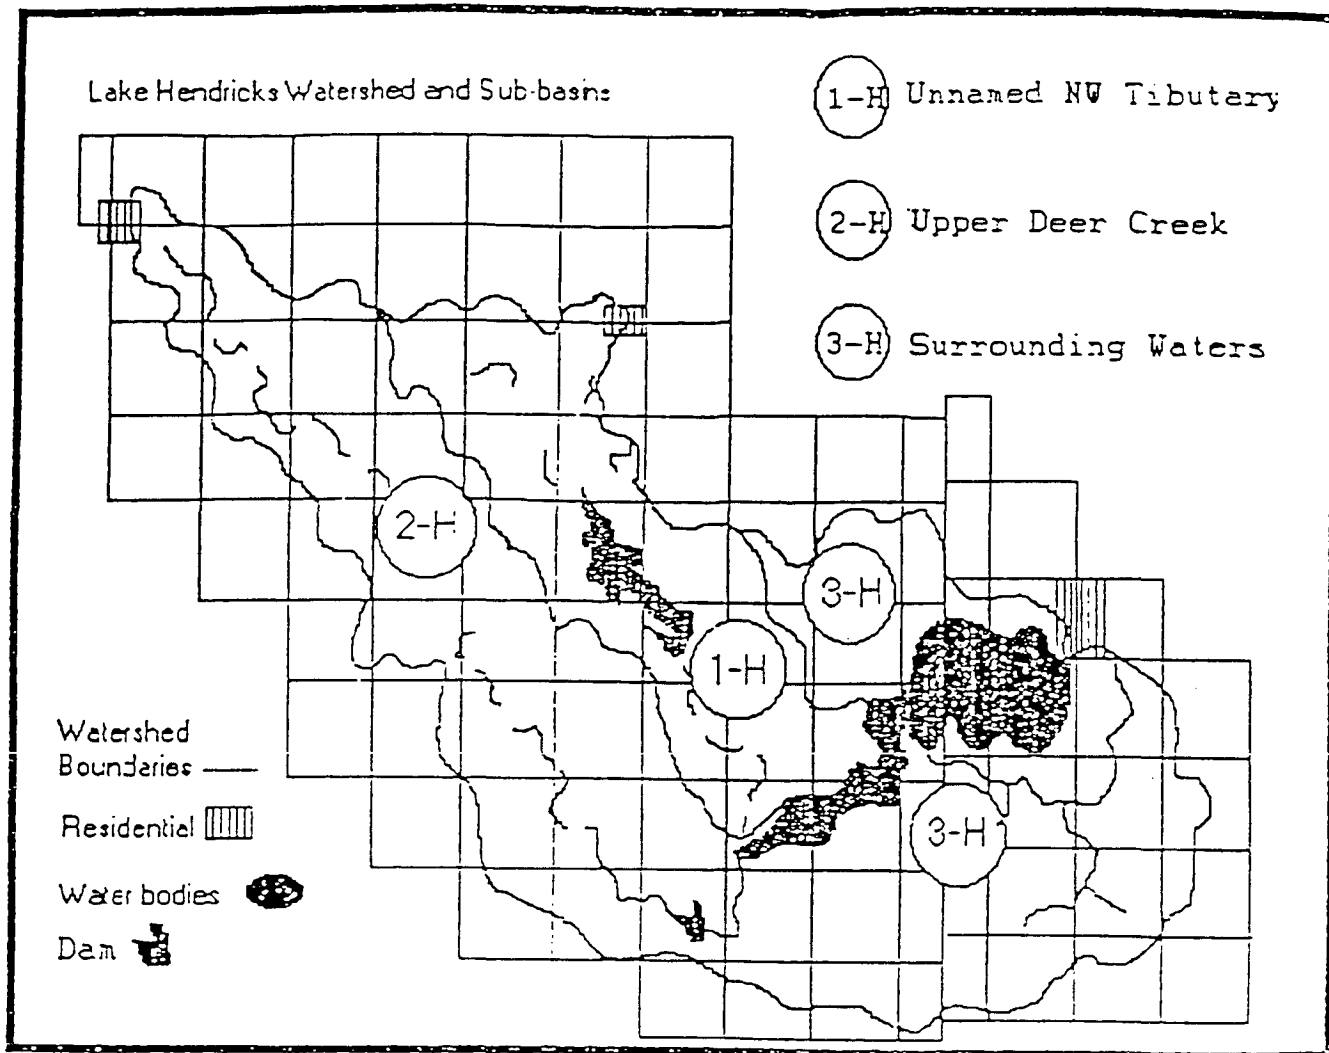 Lake Hendricks Watershed and Sub-basins
1-H Unnamed NW Tibutary
2-H Upper Deer Creek
3-H Surrounding Waters
2-H
3-H
1-H
3-H
Watershed
Boundaries
Residential
Water bodies
Dam